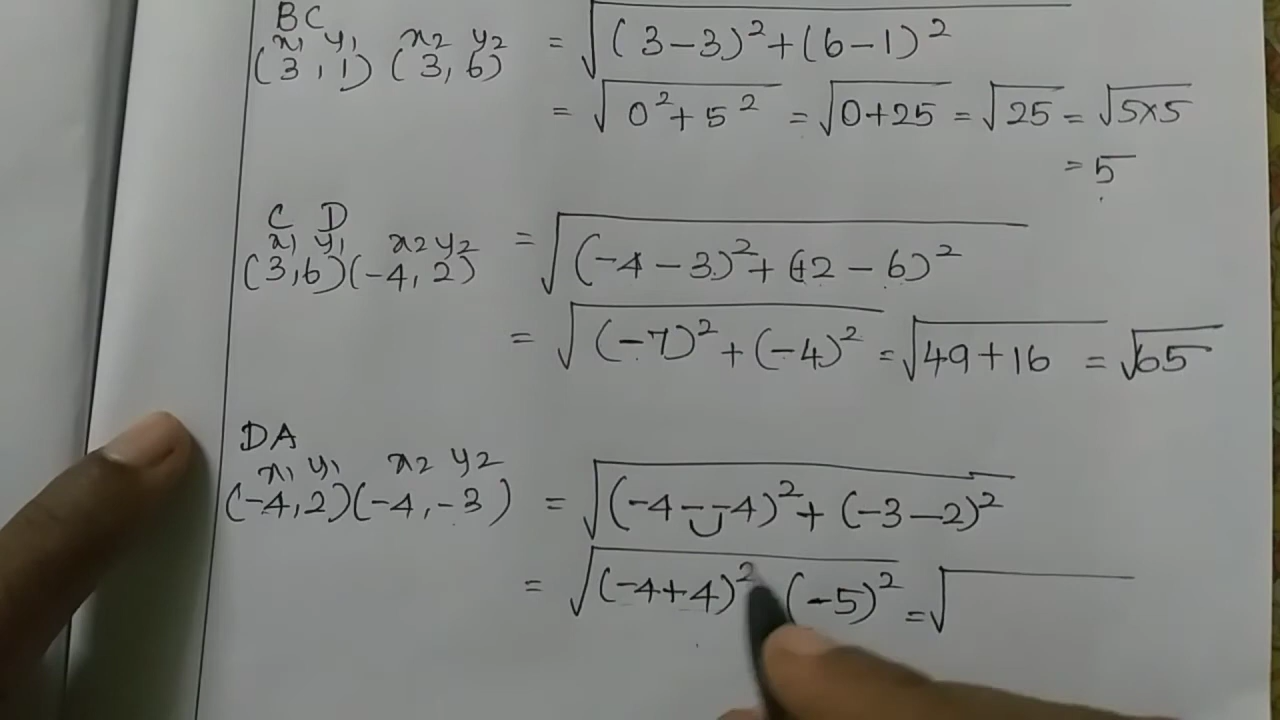 BC
x₁ y₁ x₂ y₂
(3, 1) (3, 6) = √(3-3)²+(6-1)²
= √0²+5² = √0+25 = √25 = √5×5
= 5
C D
x₁ y₁ x₂ y₂
(3,6)(-4, 2) = √(-4-3)²+(+2-6)²
= √(-7)²+(-4)² = √49+16 = √65
DA
x₁ y₁ x₂ y₂
(-4,2)(-4,-3) = √(-4--4)²+(-3-2)²
= √(-4+4)² (-5)² = √